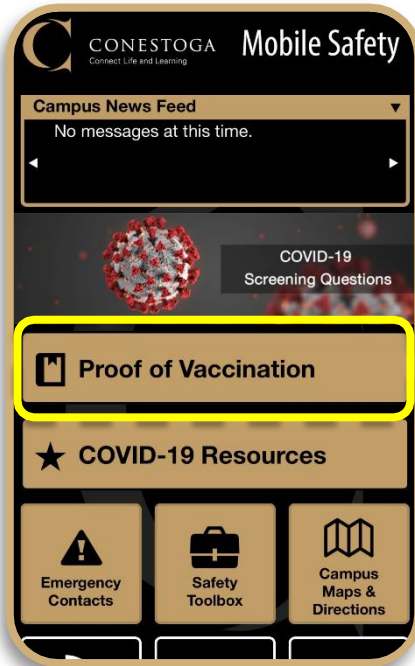 CONESTOGA
Connect Life and Learning
Mobile Safety
Campus News Feed
No messages at this time.
COVID-19
Screening Questions
Proof of Vaccination
COVID-19 Resources
Emergency
Contacts
Safety
Toolbox
Campus
Maps &
Directions